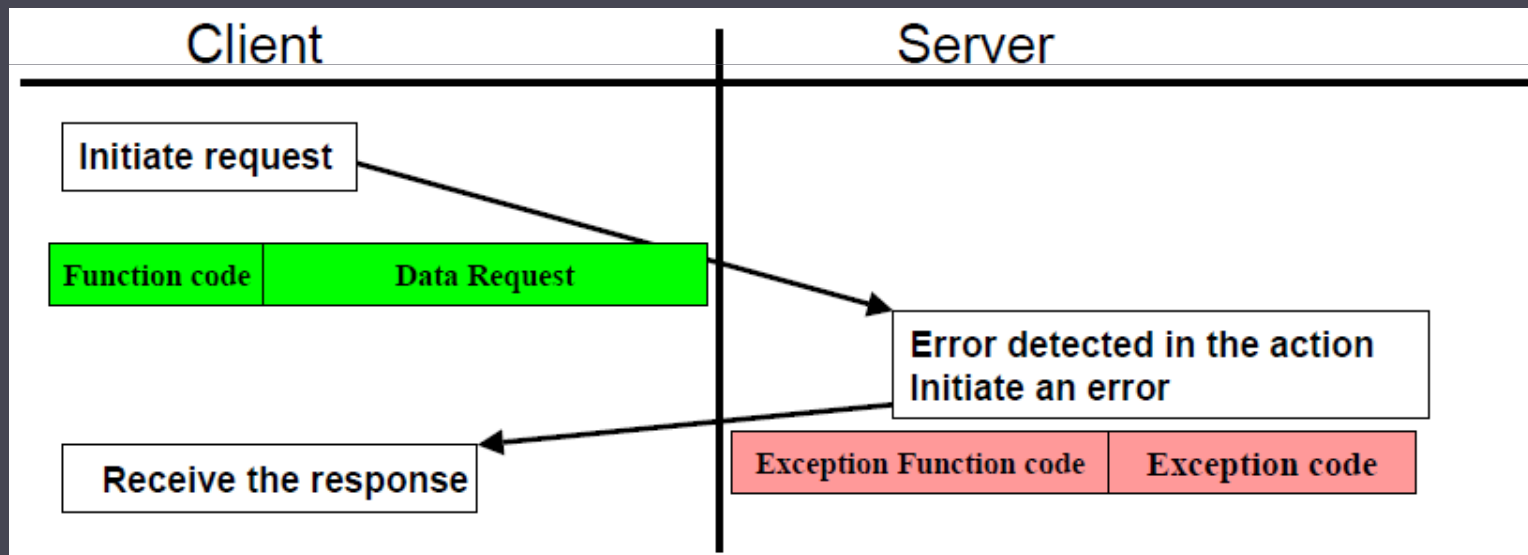 Client
Server
Initiate request
Function code
Data Request
Error detected in the action
Initiate an error
Receive the response
Exception Function code
Exception code